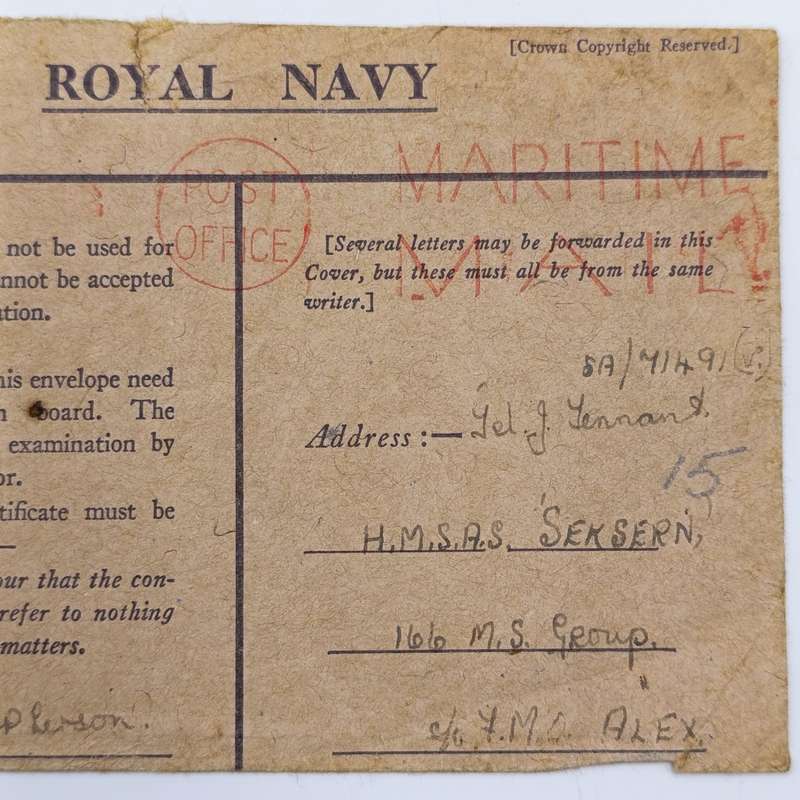 [Crown Copyright Reserved.]
ROYAL NAVY
POST OFFICE
MARITIME
MAIL
not be used for
nnot be accepted
ation.
his envelope need
n board. The
examination by
or.
tificate must be
our that the con-
refer to nothing
matters.
pherson.
[Several letters may be forwarded in this
Cover, but these must all be from the same
writer.]
SA/71491 (V.)
Address :— Tel. J. Tennant.
15
H.M.S.A.S. 'SEKSERN',
166 M.S. Group.
c/o F.M.O. ALEX.